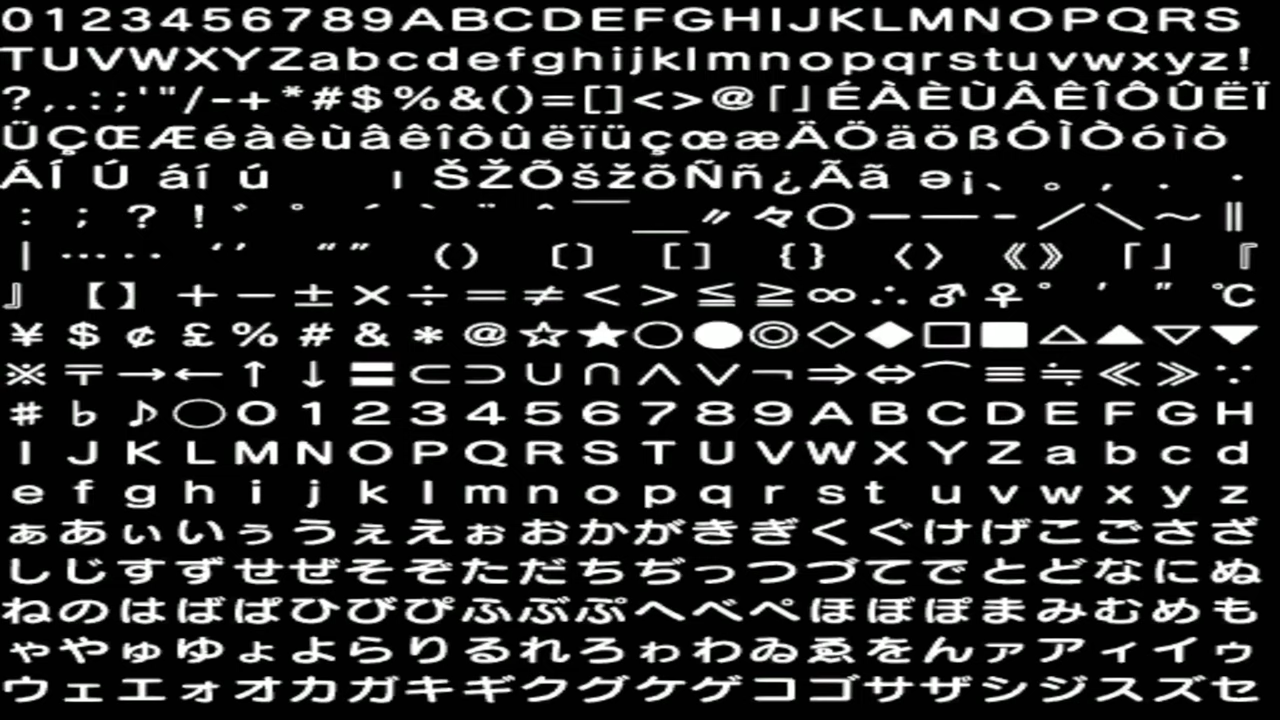 0123456789ABCDEFGHIJKLMNOPQRS
TUVWXYZabcdefghijklmnopqrstuvwxyz!
?,.:;'"/-+*#$%&()=[]<>@｢｣ÉÀÈÙÂÊÎÔÛËÏ
ÜÇŒÆéàèùâêîôûëïüçœæÄÖäößÓÌÒóìò
ÁÍ Ú áí ú ı ŠŽÕšžõÑñ¿Ãã ə¡、。，．・
：；？！゛゜´｀¨＾￣＿〃々〇ー―‐／＼～∥
｜…‥‘’“”（）〔〕［］｛｝〈〉《》「」『
』【】＋－±×÷＝≠＜＞≦≧∞∴♂♀°′″℃
￥＄￠￡％＃＆＊＠☆★○●◎◇◆□■△▲▽▼
※〒→←↑↓〓⊂⊃∪∩∧∨￢⇒⇔⌒≡≒≪≫∵
♯♭♪◯０１２３４５６７８９ＡＢＣＤＥＦＧＨ
ＩＪＫＬＭＮＯＰＱＲＳＴＵＶＷＸＹＺａｂｃｄ
ｅｆｇｈｉｊｋｌｍｎｏｐｑｒｓｔｕｖｗｘｙｚ
ぁあぃいぅうぇえぉおかがきぎくぐけげこごさざ
しじすずせぜそぞただちぢっつづてでとどなにぬ
ねのはばぱひびぴふぶぷへべぺほぼぽまみむめも
ゃやゅゆょよらりるれろゎわゐゑをんァアィイゥ
ウェエォオカガキギクグケゲコゴサザシジスズセ